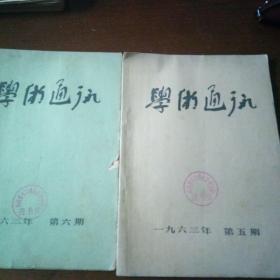 學術通訊
六三年 第六期
學術通訊
一九六三年 第五期